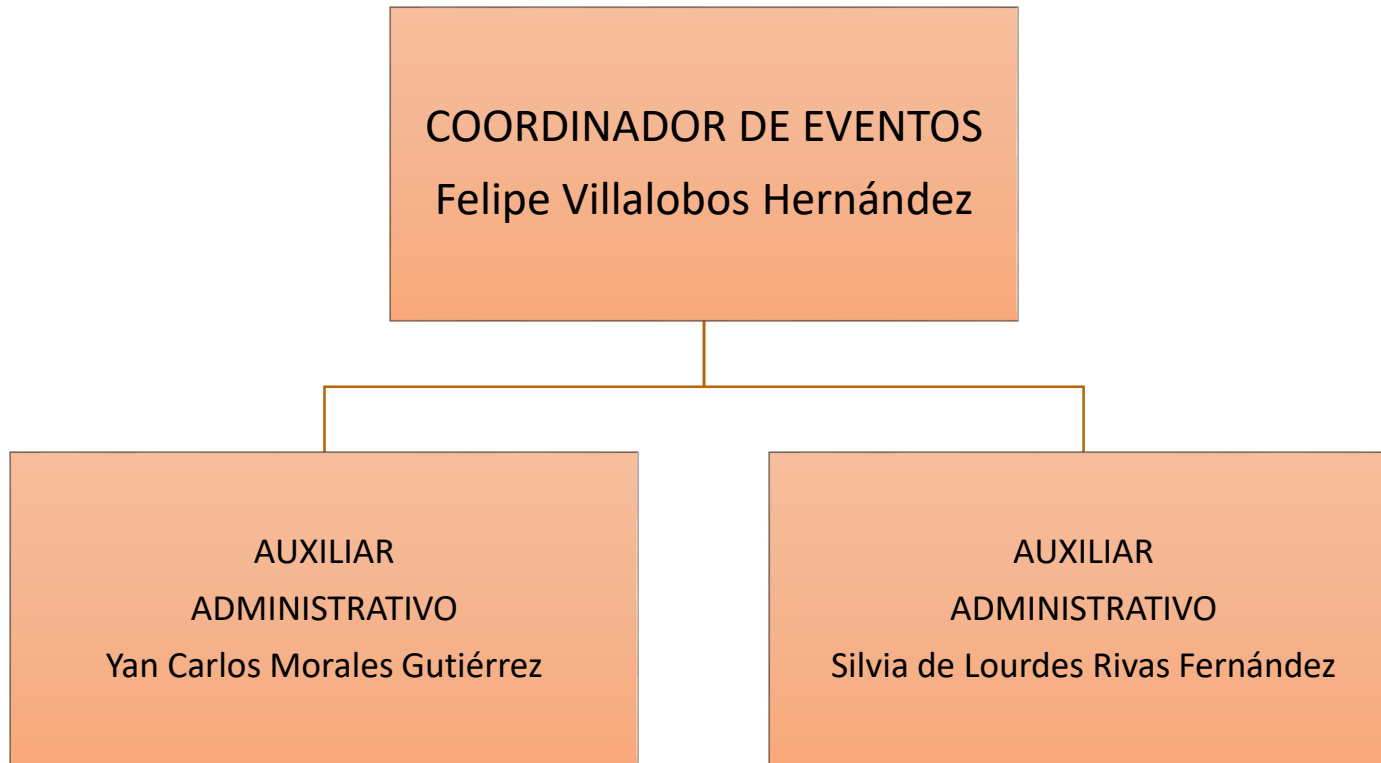 COORDINADOR DE EVENTOS
Felipe Villalobos Hernández
AUXILIAR
ADMINISTRATIVO
Yan Carlos Morales Gutiérrez
AUXILIAR
ADMINISTRATIVO
Silvia de Lourdes Rivas Fernández